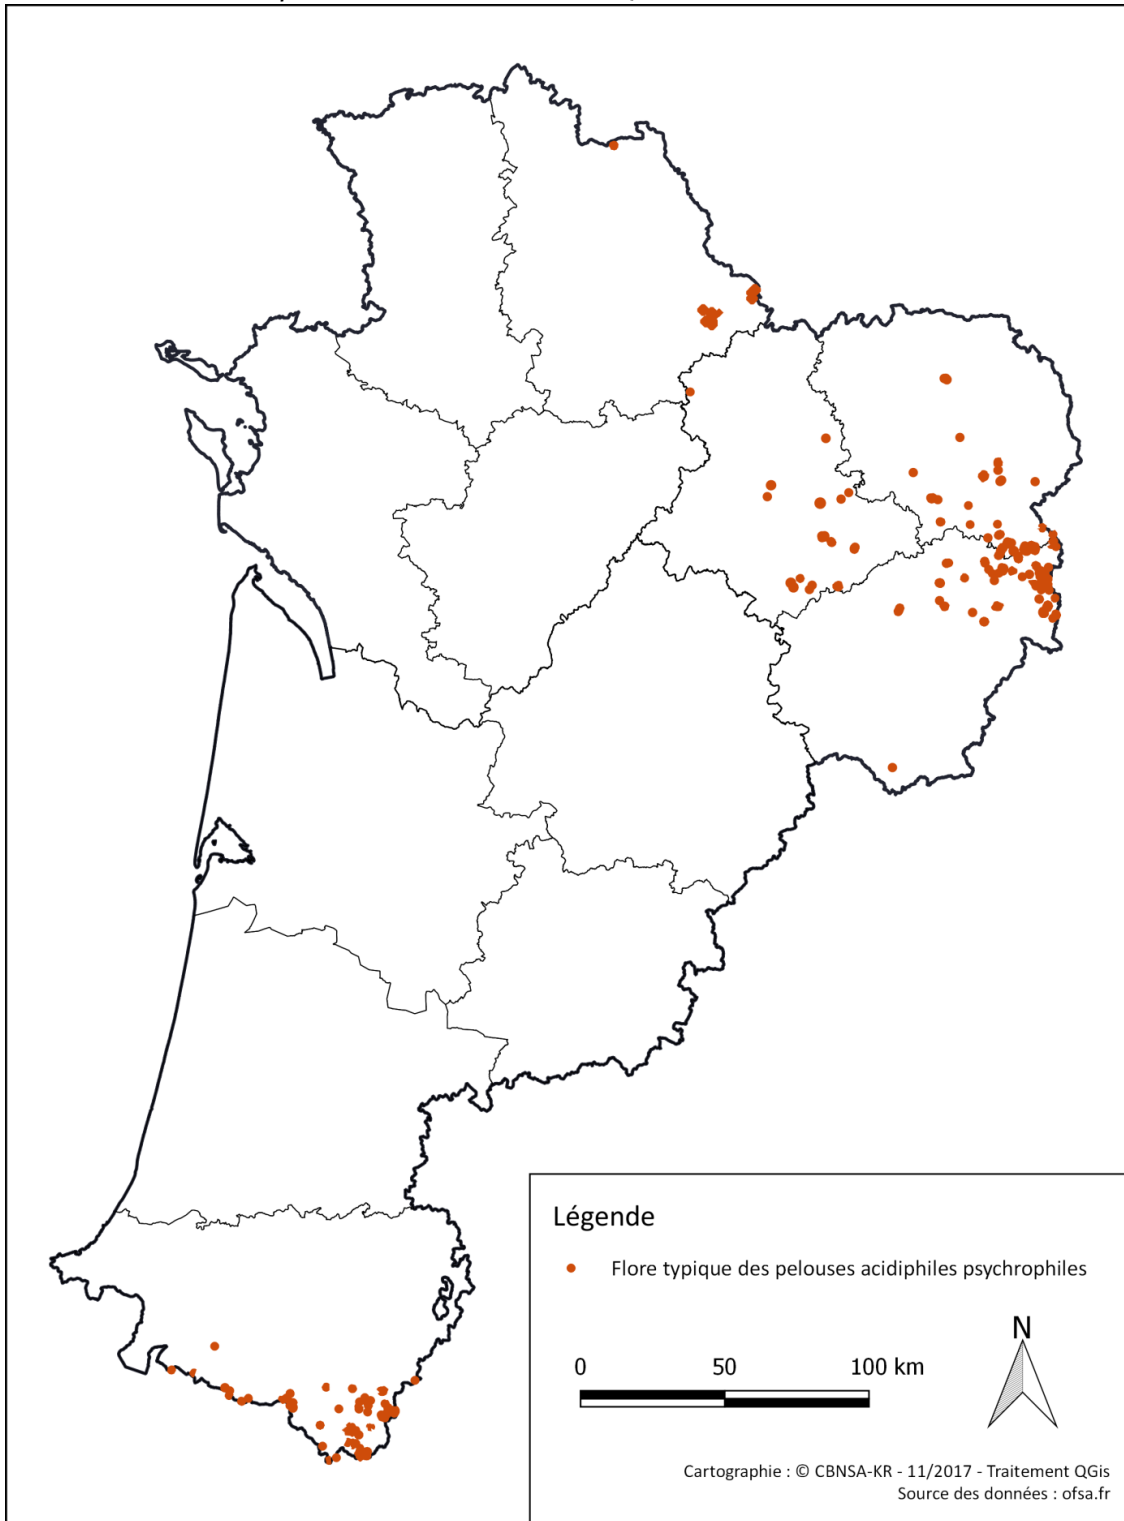 Légende
Flore typique des pelouses acidiphiles psychrophiles
N
0 50 100 km
Cartographie : © CBNSA-KR - 11/2017 - Traitement QGis
Source des données : ofsa.fr